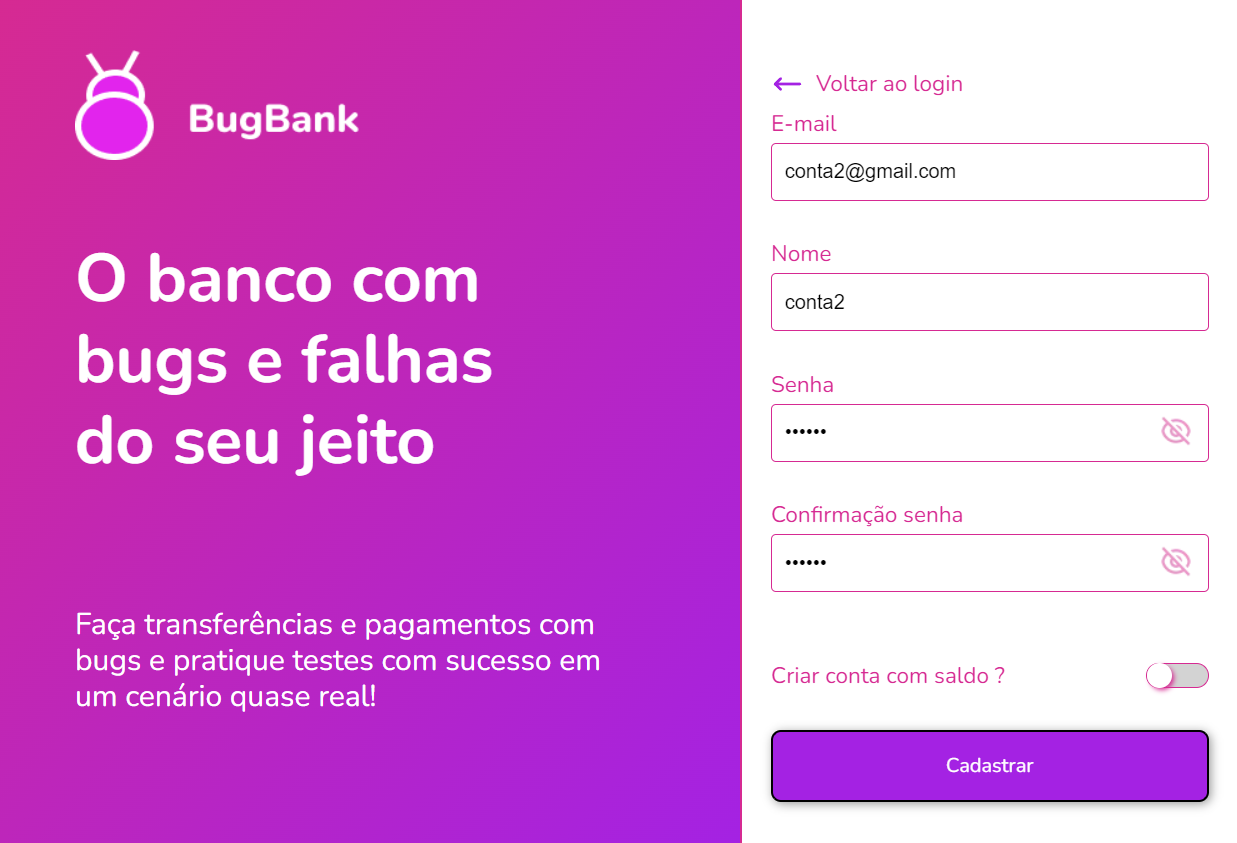 BugBank
O banco com
bugs e falhas
do seu jeito
Faça transferências e pagamentos com
bugs e pratique testes com sucesso em
um cenário quase real!
Voltar ao login
E-mail
conta2@gmail.com
Nome
conta2
Senha
••••••
Confirmação senha
••••••
Criar conta com saldo ?
Cadastrar